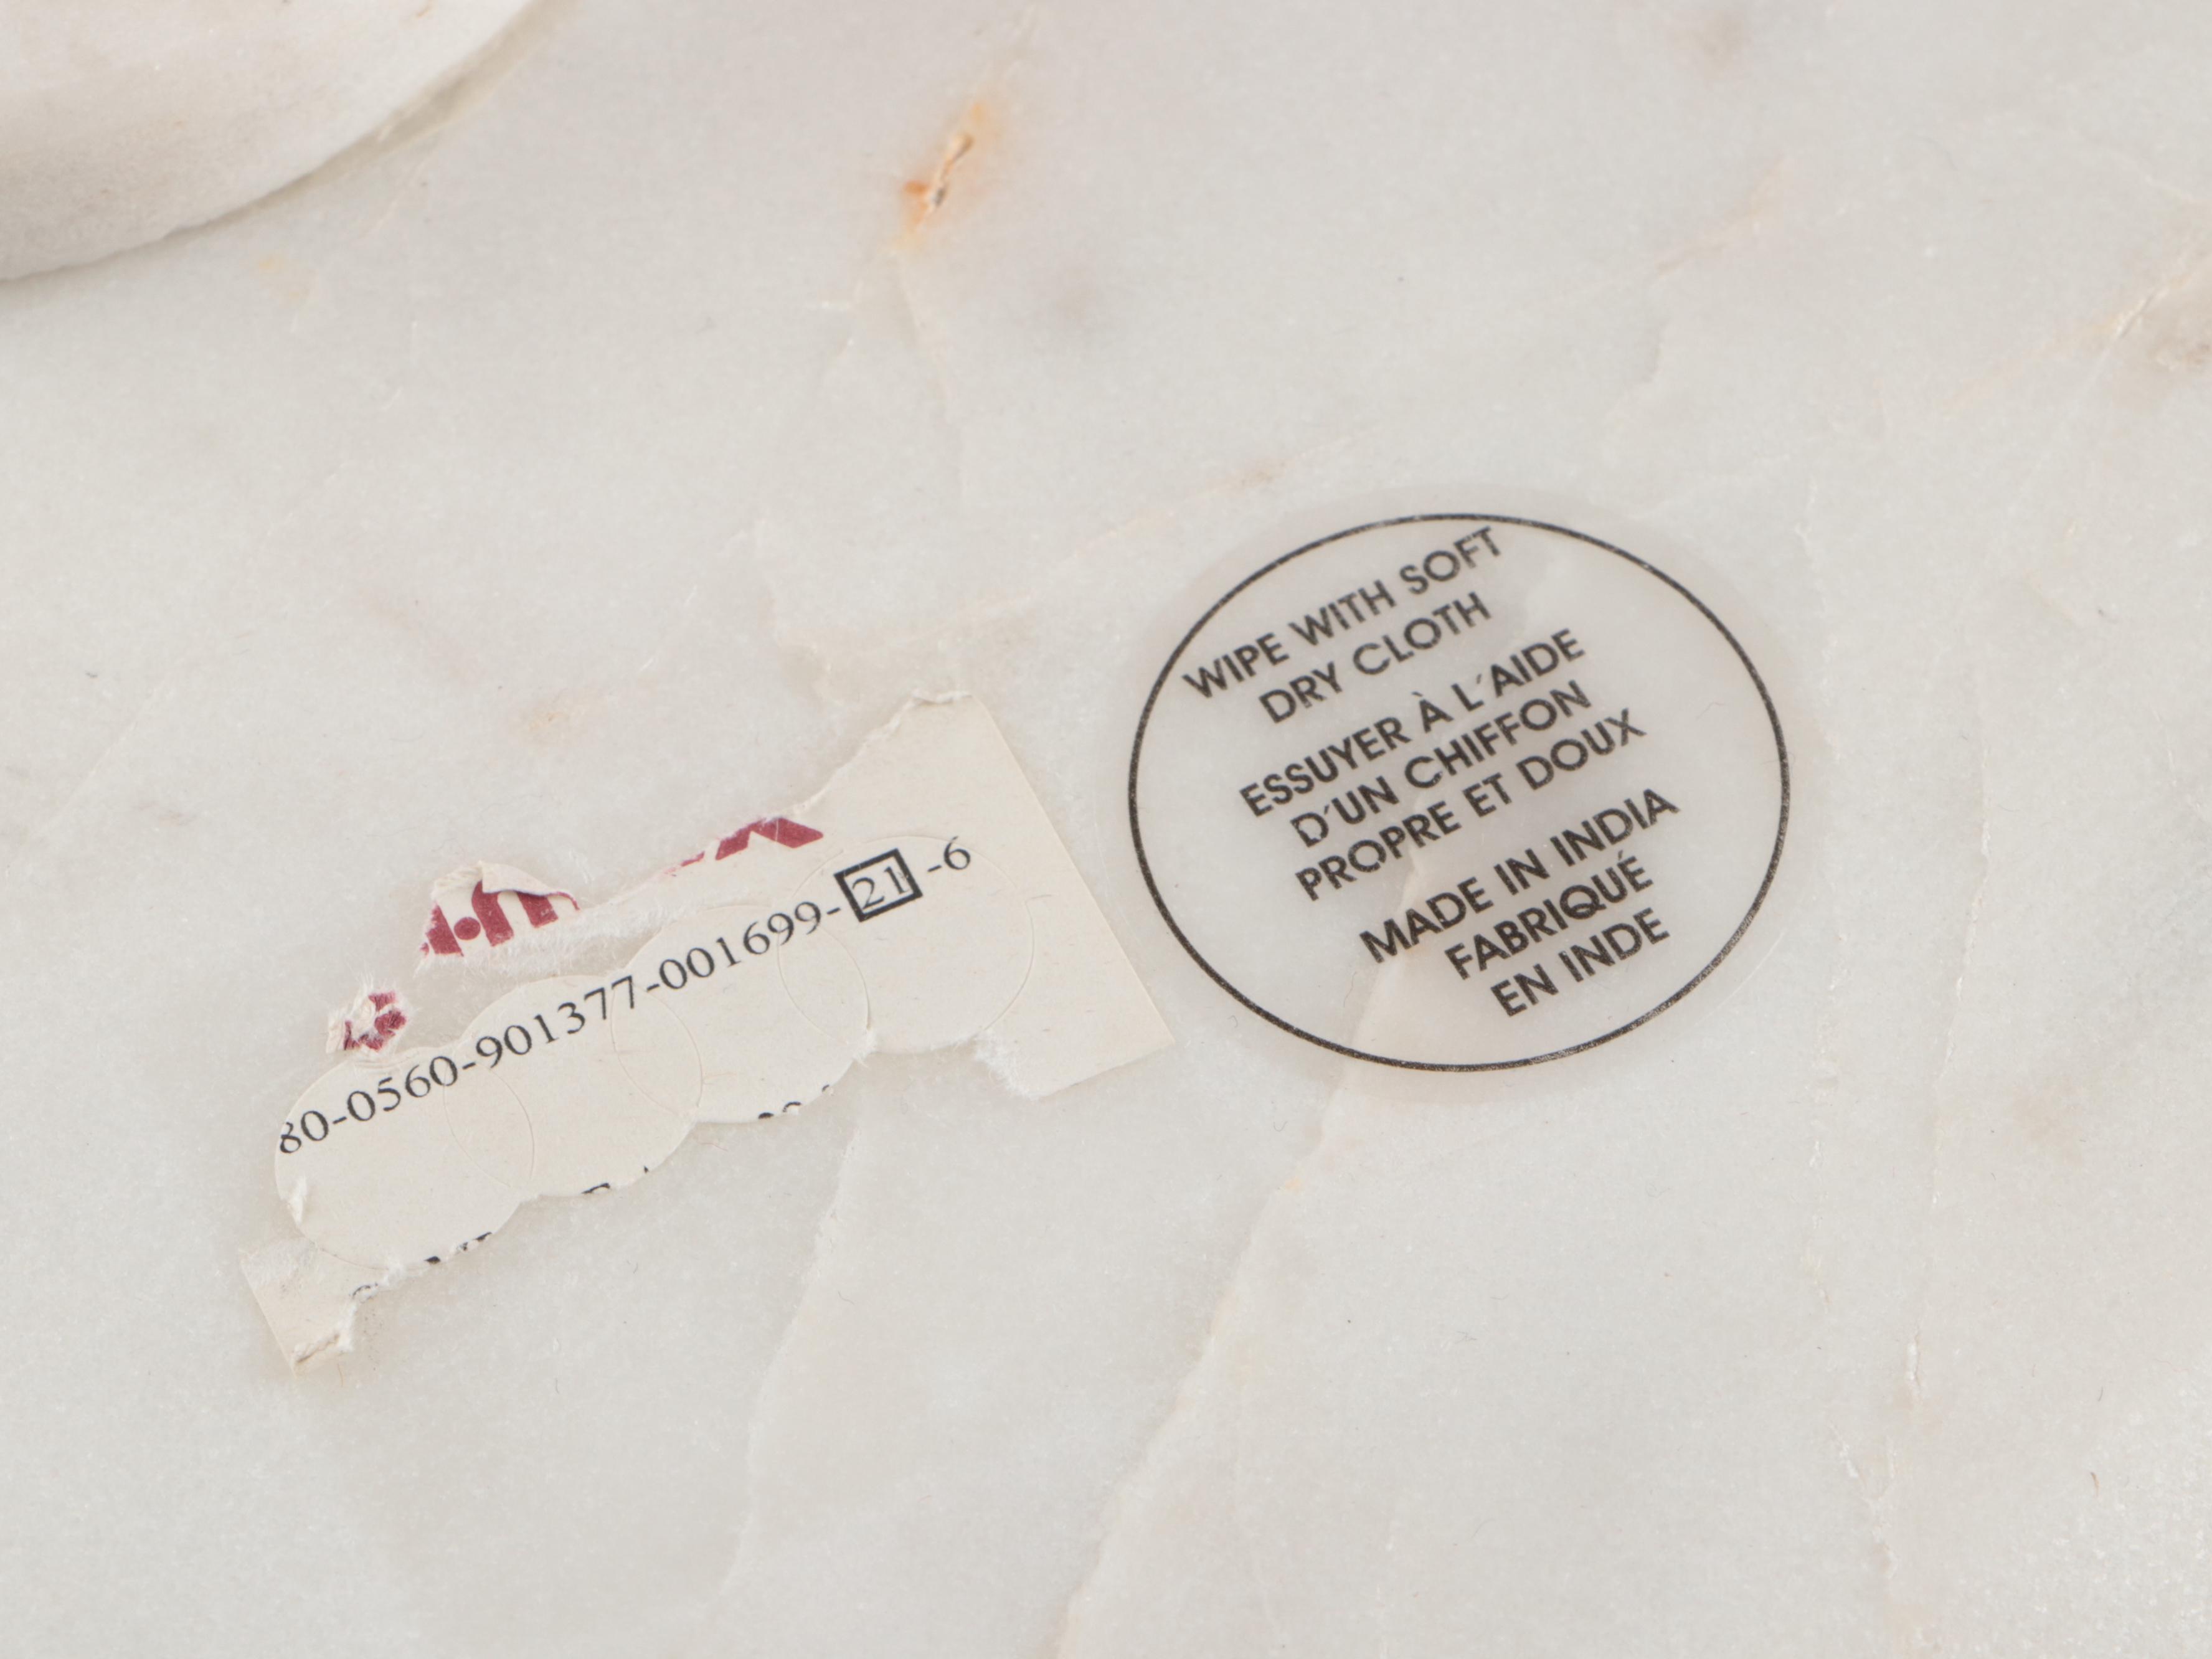 80-0560-901377-001699-21-6
WIPE WITH SOFT
DRY CLOTH
ESSUYER À L'AIDE
D'UN CHIFFON
PROPRE ET DOUX
MADE IN INDIA
FABRIQUÉ
EN INDE